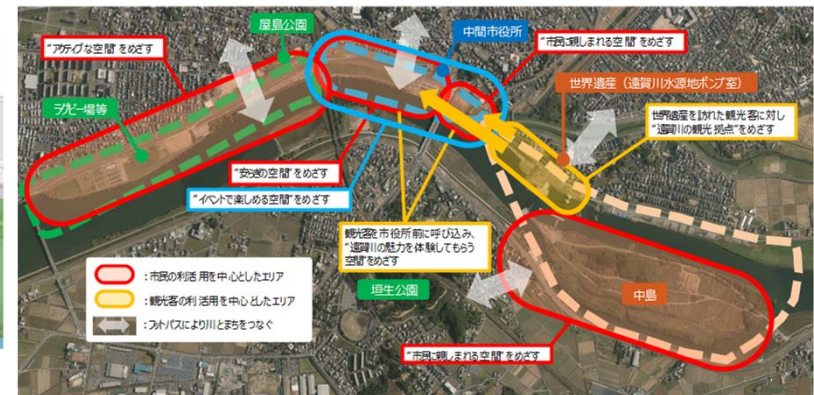 屋島公園
中間市役所
“アクティブな空間”をめざす
“市民に親しまれる空間”をめざす
世界遺産（遠賀川水源地ポンプ室）
ラグビー場等
世界遺産を訪れた観光客に対し
“遠賀川の観光拠点”をめざす
“安らぎの空間”をめざす
“イベントで楽しめる空間”をめざす
観光客を市役所前に呼び込み、
“遠賀川の魅力を体験してもらう
空間”をめざす
：市民の利活用を中心としたエリア
：観光客の利活用を中心としたエリア
：フットパスにより川とまちをつなぐ
垣生公園
中島
“市民に親しまれる空間”をめざす